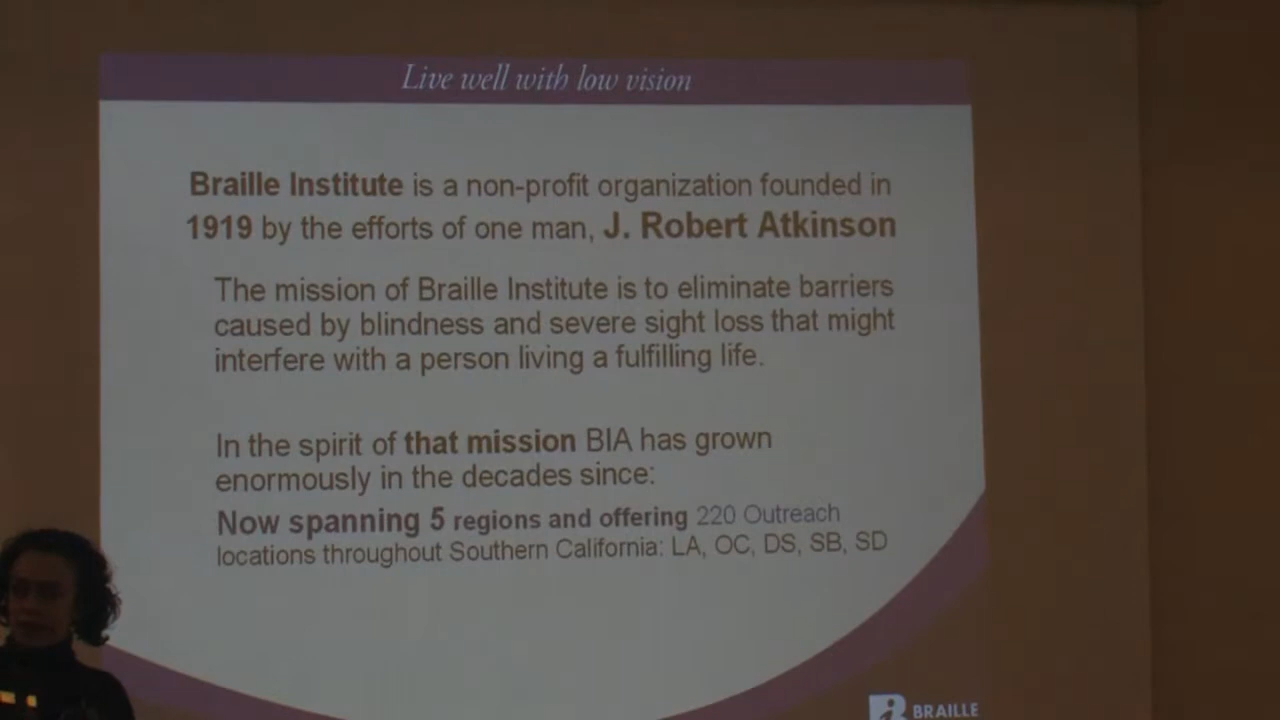 Live well with low vision
Braille Institute is a non-profit organization founded in
1919 by the efforts of one man, J. Robert Atkinson
The mission of Braille Institute is to eliminate barriers
caused by blindness and severe sight loss that might
interfere with a person living a fulfilling life.
In the spirit of that mission BIA has grown
enormously in the decades since:
Now spanning 5 regions and offering 220 Outreach
locations throughout Southern California: LA, OC, DS, SB, SD
BRAILLE